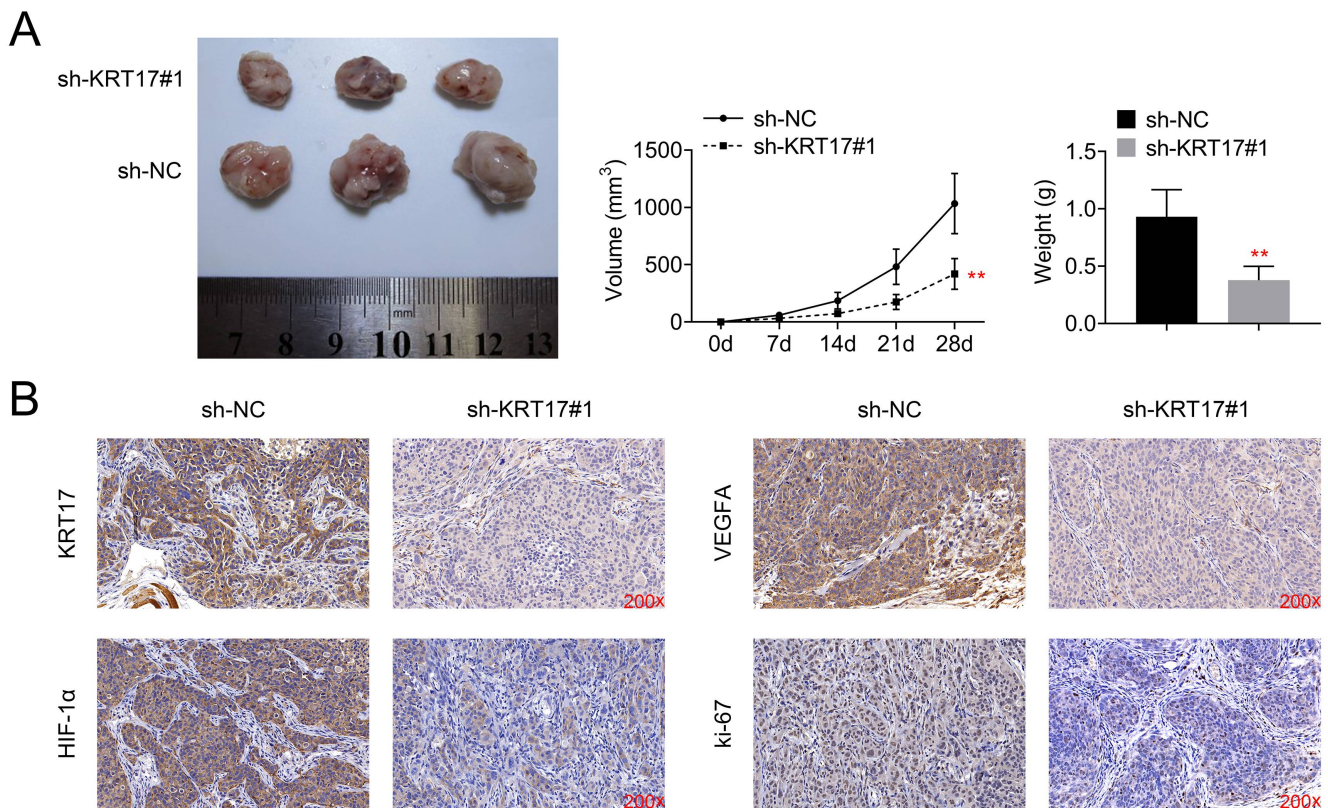 A
sh-KRT17#1
sh-NC
mm
7 8 9 10 11 12 13
sh-NC
sh-KRT17#1
Volume (mm³)
1500
1000
500
0
0d 7d 14d 21d 28d
**
sh-NC
sh-KRT17#1
Weight (g)
1.5
1.0
0.5
0.0
**
B
sh-NC sh-KRT17#1 sh-NC sh-KRT17#1
KRT17
200x
VEGFA
200x
HIF-1α
200x
ki-67
200x